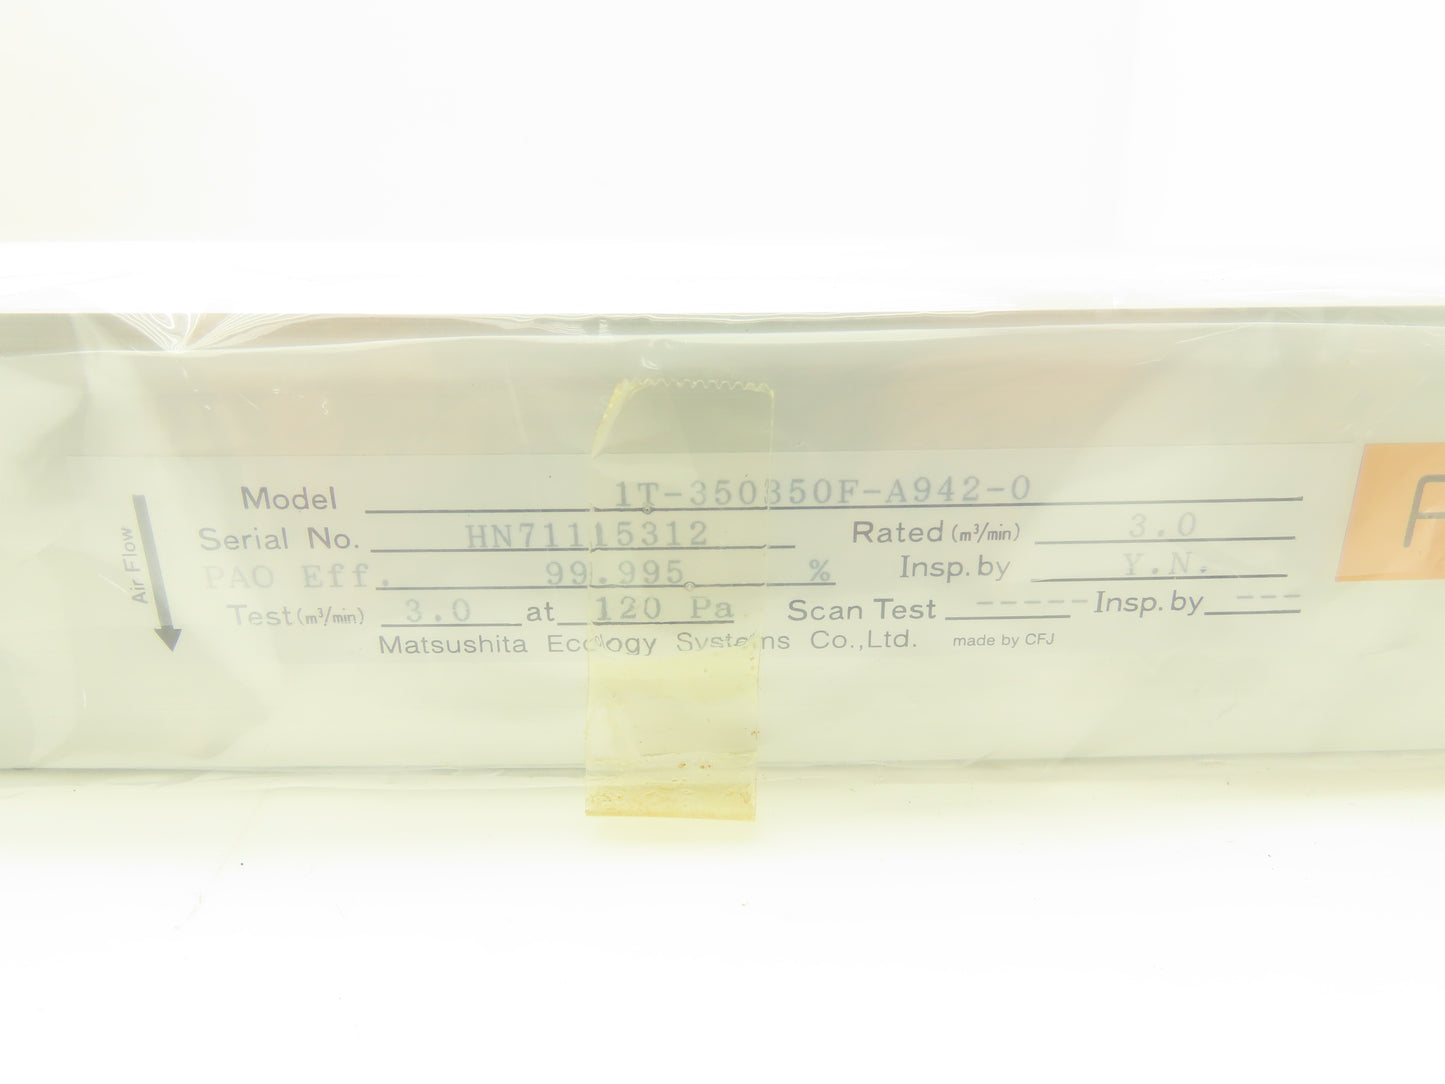 Model 1T-350350F-A942-0
Serial No. HN71115312 Rated (m³/min) 3.0
PAO Eff. 99.995 % Insp. by Y.N.
Test (m³/min) 3.0 at 120 Pa Scan Test ----- Insp. by ---
Matsushita Ecology Systems Co.,Ltd. made by CFJ
Air Flow